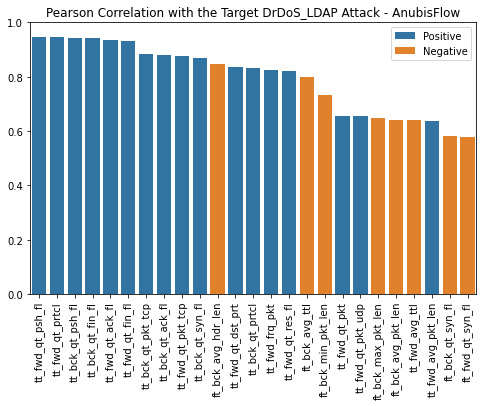 Pearson Correlation with the Target DrDoS_LDAP Attack - AnubisFlow
Positive
Negative
1.0
0.8
0.6
0.4
0.2
0.0
tt_fwd_qt_psh_fl
tt_fwd_qt_prtcl
tt_bck_qt_psh_fl
tt_bck_qt_fin_fl
tt_fwd_qt_ack_fl
tt_fwd_qt_fin_fl
tt_bck_qt_pkt_tcp
tt_bck_qt_ack_fl
tt_fwd_qt_pkt_tcp
tt_bck_qt_syn_fl
ft_bck_avg_hdr_len
tt_fwd_qt_dst_prt
tt_bck_qt_prtcl
tt_fwd_frq_pkt
tt_fwd_qt_res_fl
ft_bck_avg_ttl
ft_bck_min_pkt_len
tt_fwd_qt_pkt
tt_fwd_qt_pkt_udp
ft_bck_max_pkt_len
ft_bck_avg_pkt_len
tt_fwd_avg_ttl
tt_fwd_avg_pkt_len
ft_bck_qt_syn_fl
ft_fwd_qt_syn_fl